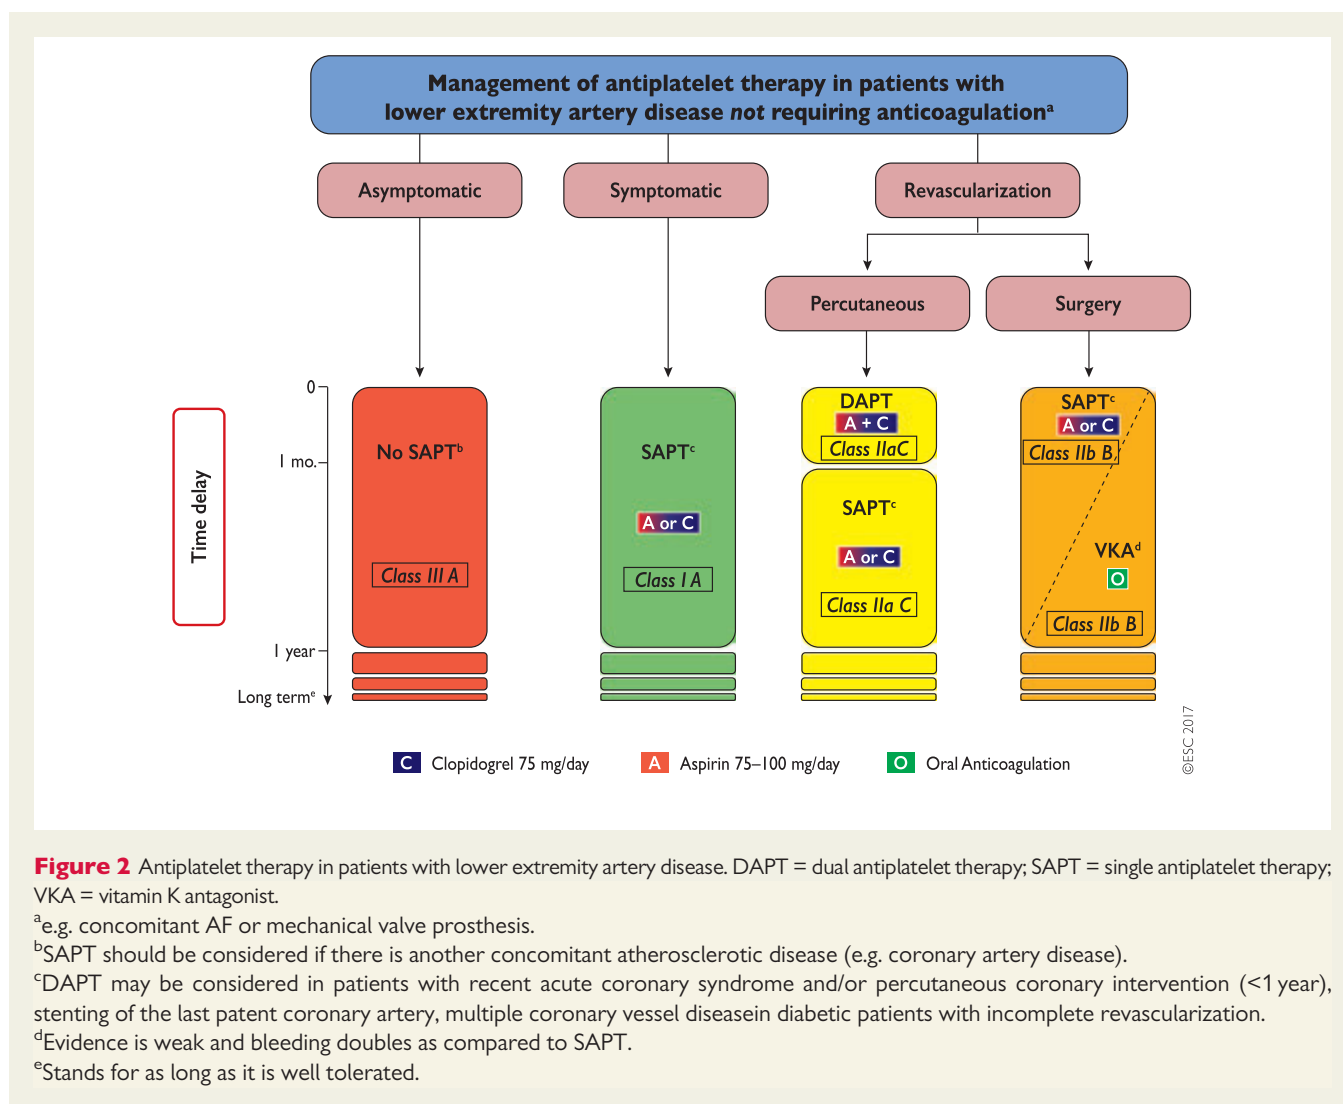 Management of antiplatelet therapy in patients with
lower extremity artery disease not requiring anticoagulationᵃ
Asymptomatic
Symptomatic
Revascularization
Percutaneous
Surgery
Time delay
0
1 mo.
1 year
Long termᵉ
No SAPTᵇ
Class III A
SAPTᶜ
A or C
Class I A
DAPT
A + C
Class IIaC
SAPTᶜ
A or C
Class IIa C
SAPTᶜ
A or C
Class IIb B
VKAᵈ
O
Class IIb B
C Clopidogrel 75 mg/day
A Aspirin 75–100 mg/day
O Oral Anticoagulation
©ESC 2017
Figure 2 Antiplatelet therapy in patients with lower extremity artery disease. DAPT = dual antiplatelet therapy; SAPT = single antiplatelet therapy;
VKA = vitamin K antagonist.
ᵃe.g. concomitant AF or mechanical valve prosthesis.
ᵇSAPT should be considered if there is another concomitant atherosclerotic disease (e.g. coronary artery disease).
ᶜDAPT may be considered in patients with recent acute coronary syndrome and/or percutaneous coronary intervention (<1 year),
stenting of the last patent coronary artery, multiple coronary vessel diseasein diabetic patients with incomplete revascularization.
ᵈEvidence is weak and bleeding doubles as compared to SAPT.
ᵉStands for as long as it is well tolerated.